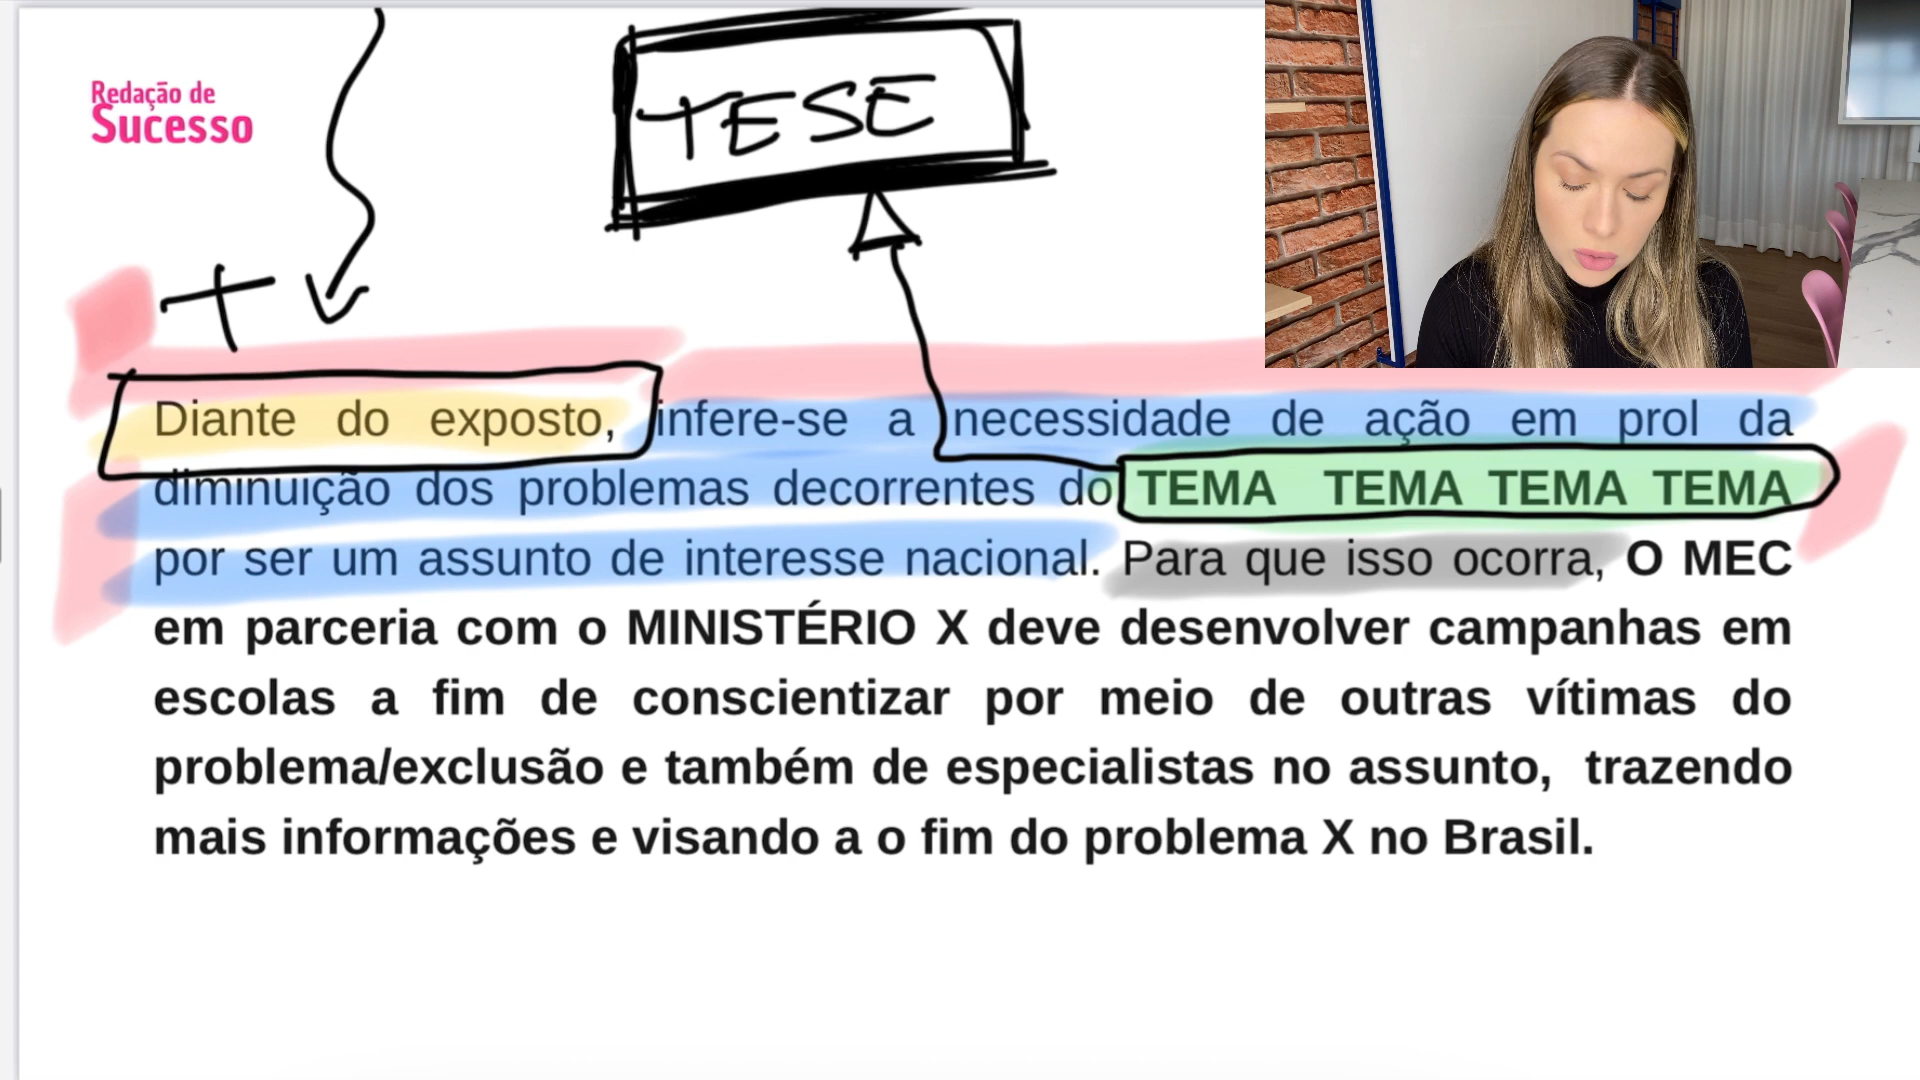 TESE
Redação de
Sucesso
Diante do exposto, infere-se a necessidade de ação em prol da
diminuição dos problemas decorrentes do TEMA TEMA TEMA TEMA
por ser um assunto de interesse nacional. Para que isso ocorra, O MEC
em parceria com o MINISTÉRIO X deve desenvolver campanhas em
escolas a fim de conscientizar por meio de outras vítimas do
problema/exclusão e também de especialistas no assunto, trazendo
mais informações e visando a o fim do problema X no Brasil.